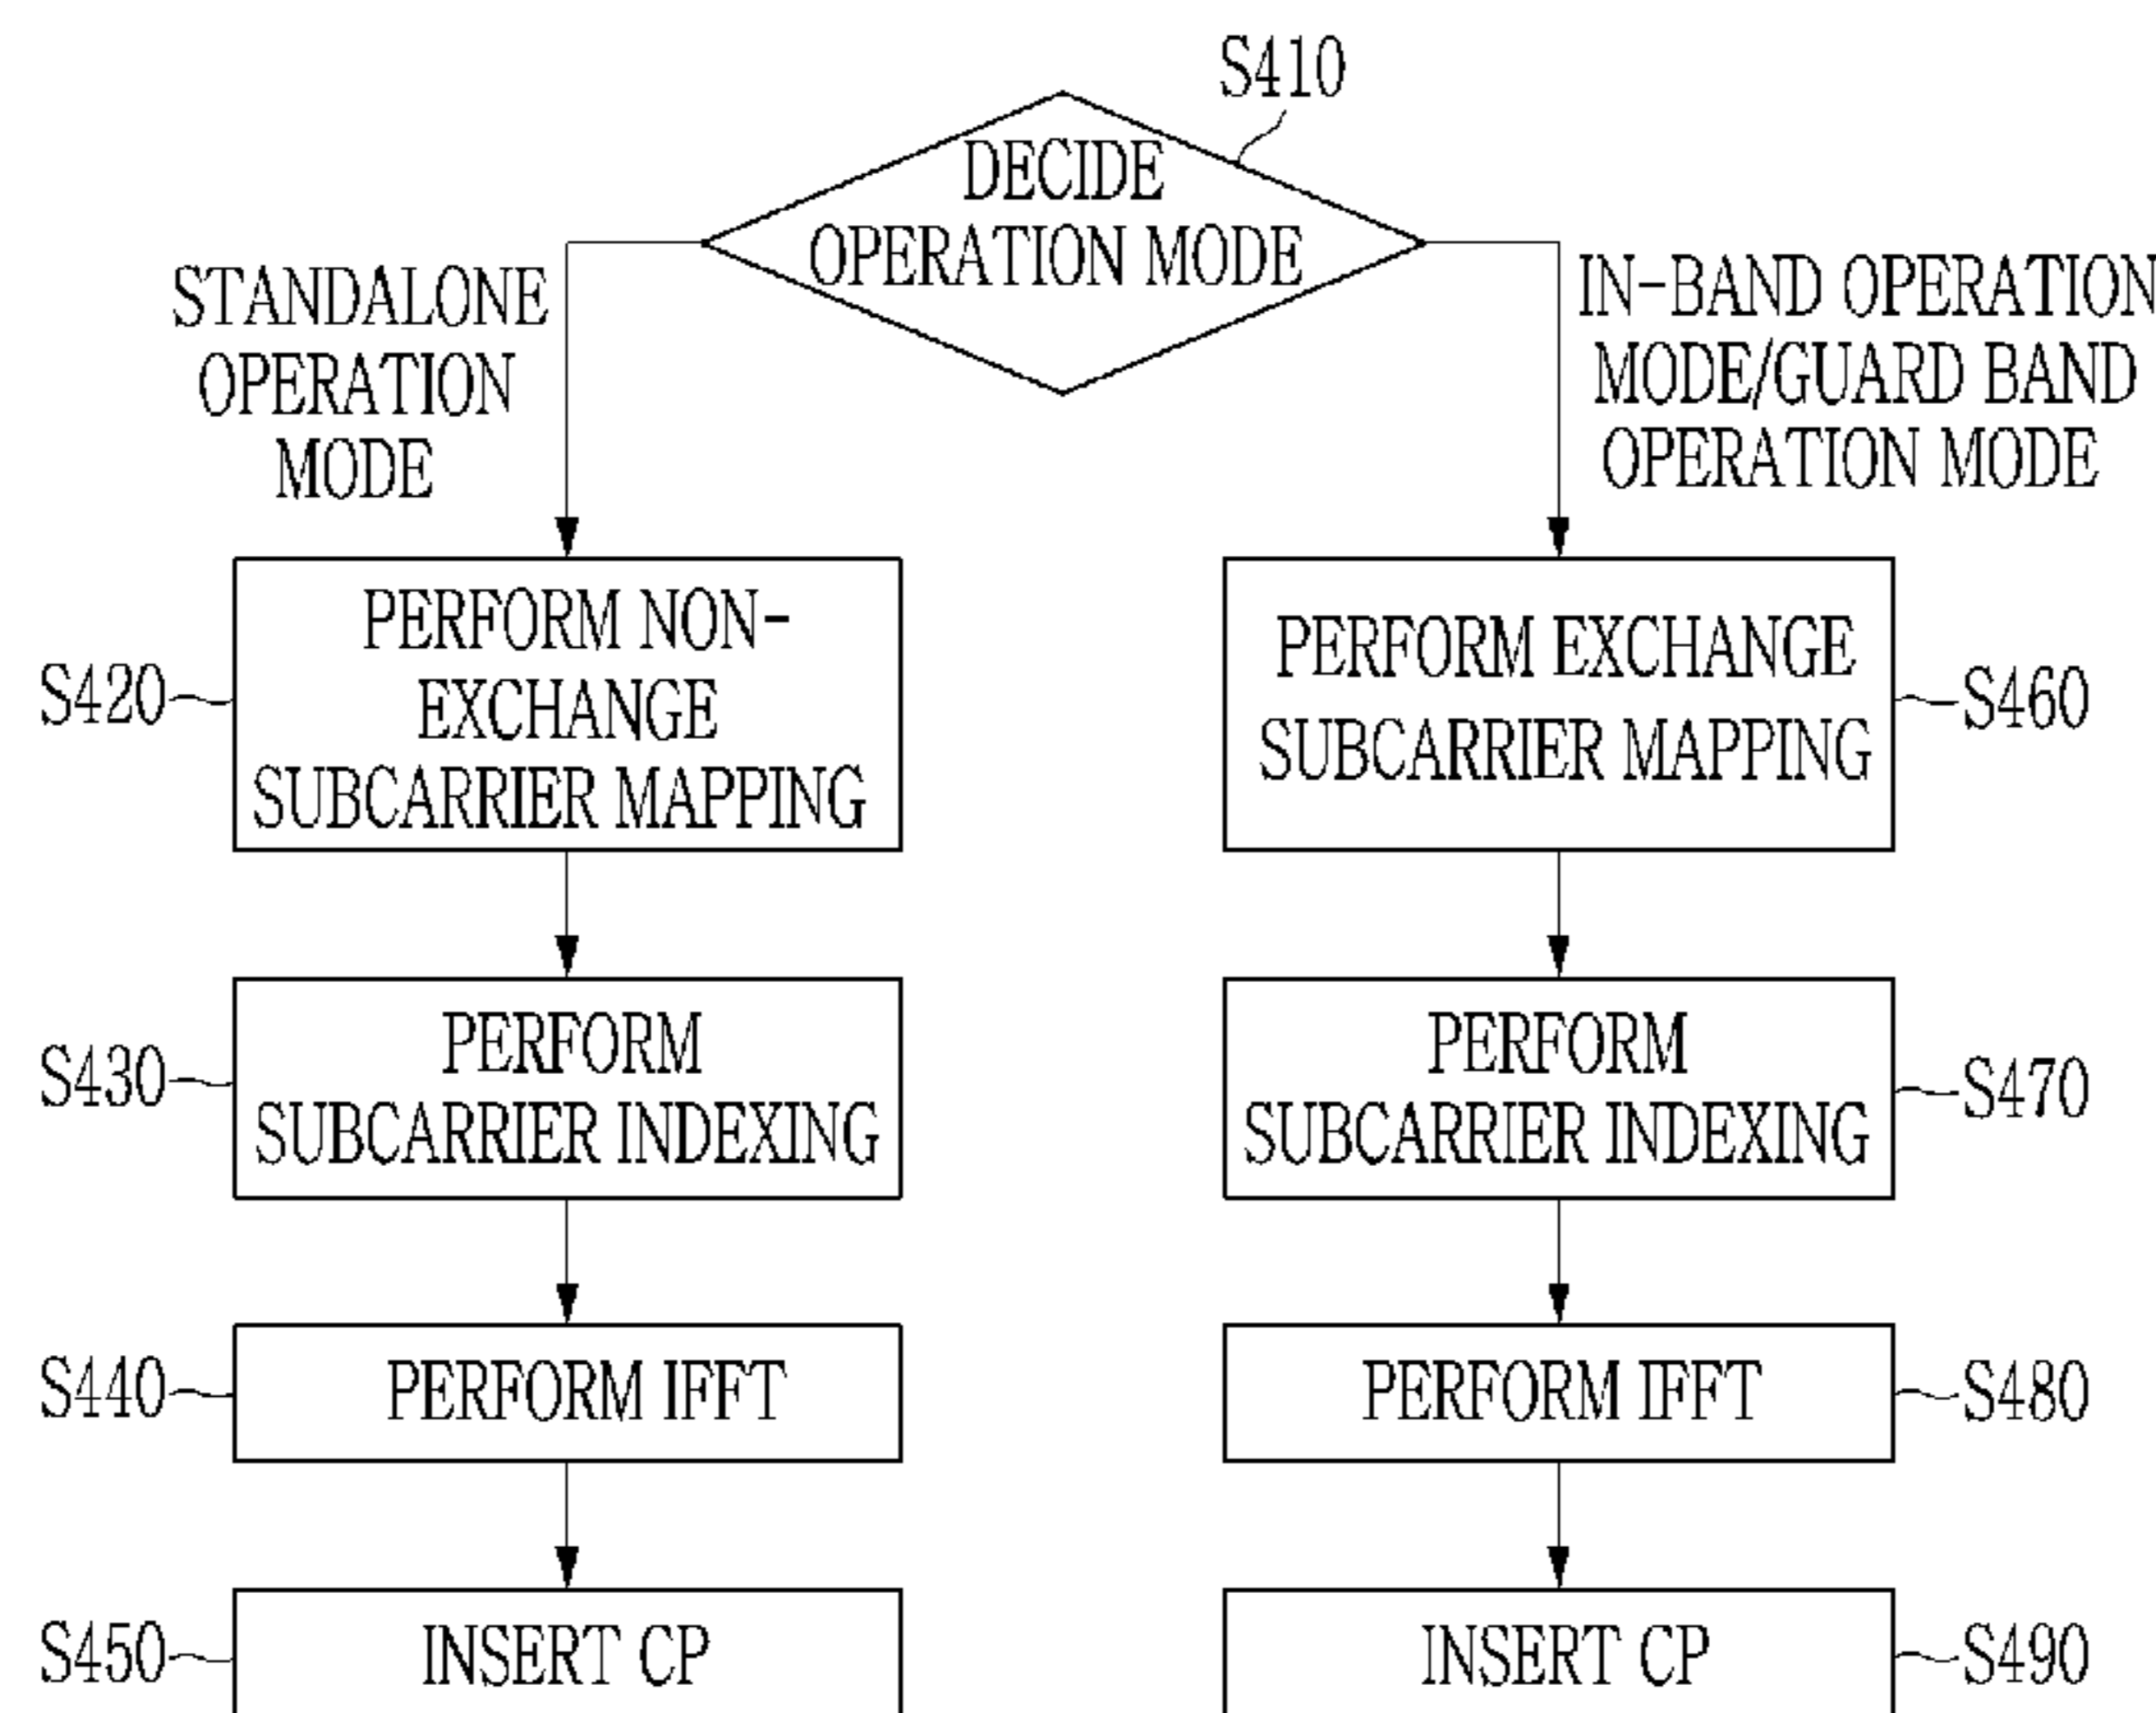 S410
DECIDE
OPERATION MODE
STANDALONE
OPERATION
MODE
IN-BAND OPERATION
MODE/GUARD BAND
OPERATION MODE
S420
PERFORM NON-
EXCHANGE
SUBCARRIER MAPPING
PERFORM EXCHANGE
SUBCARRIER MAPPING
S460
S430
PERFORM
SUBCARRIER INDEXING
PERFORM
SUBCARRIER INDEXING
S470
S440
PERFORM IFFT
PERFORM IFFT
S480
S450
INSERT CP
INSERT CP
S490